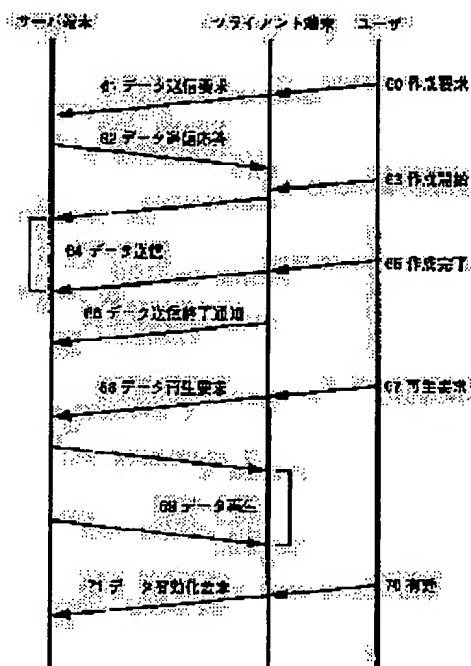 サーバ端末
クライアント端末
ユーザ
60 作成要求
61 データ送信要求
62 データ送信応答
63 作成開始
64 データ送信
65 作成完了
66 データ送信終了通知
67 再生要求
68 データ再生要求
69 データ再生
70 有効
71 データ有効化要求